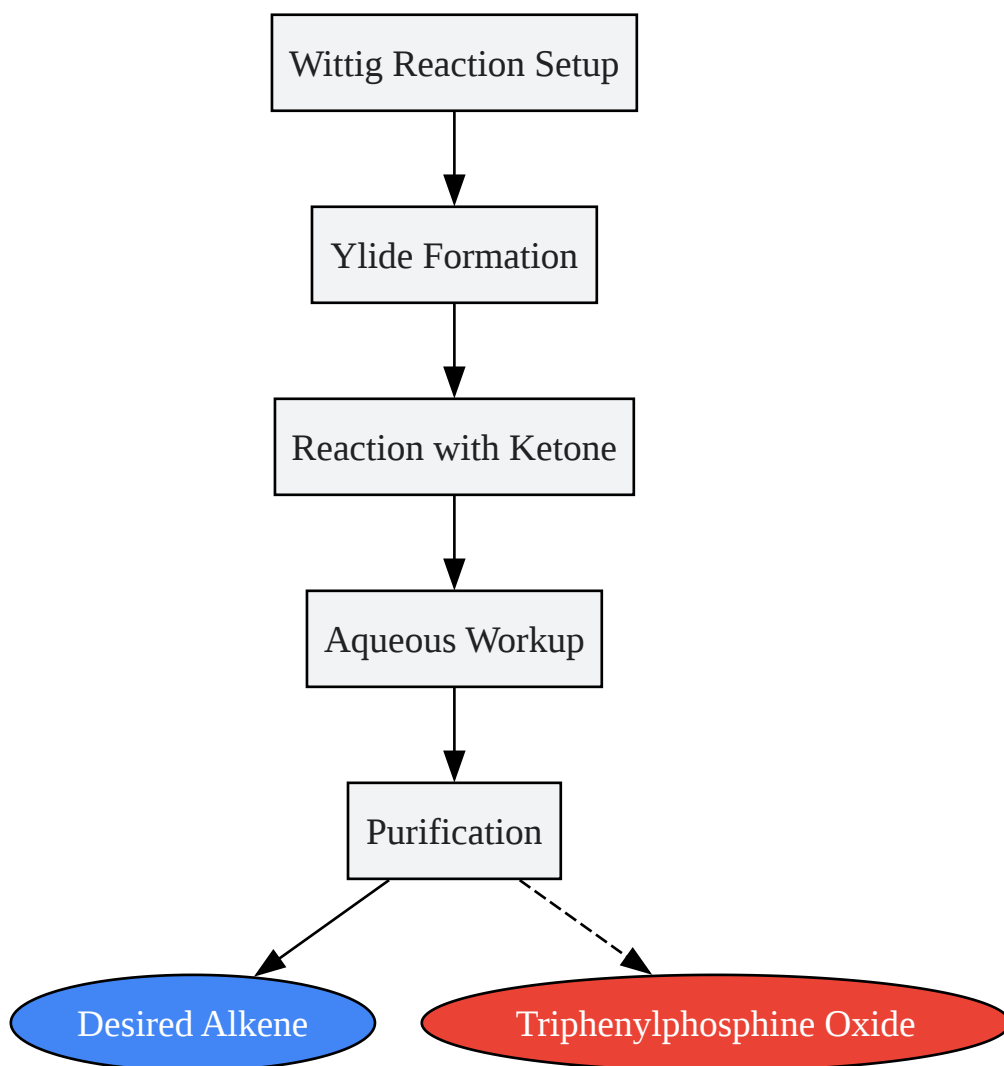 Wittig Reaction Setup
Ylide Formation
Reaction with Ketone
Aqueous Workup
Purification
Desired Alkene
Triphenylphosphine Oxide